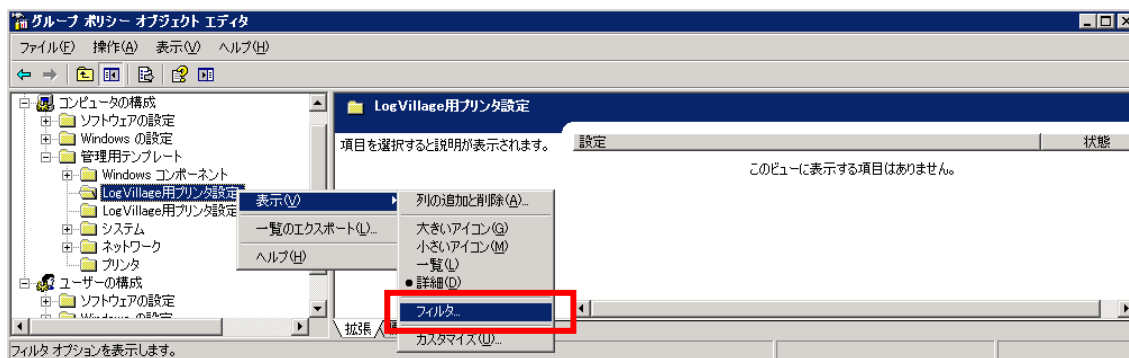 グループ ポリシー オブジェクト エディタ
ファイル(F) 操作(A) 表示(V) ヘルプ(H)
コンピュータの構成
ソフトウェアの設定
Windows の設定
管理用テンプレート
Windows コンポーネント
LogVillage用プリンタ設定
LogVillage用プリンタ設定
システム
ネットワーク
プリンタ
ユーザーの構成
ソフトウェアの設定
Windows の設定
LogVillage用プリンタ設定
項目を選択すると説明が表示されます。
設定 状態
このビューに表示する項目はありません。
表示(V)
一覧のエクスポート(L)...
ヘルプ(H)
列の追加と削除(A)...
大きいアイコン(G)
小さいアイコン(M)
一覧(L)
詳細(D)
フィルタ...
カスタマイズ(U)...
拡張
フィルタ オプションを表示します。